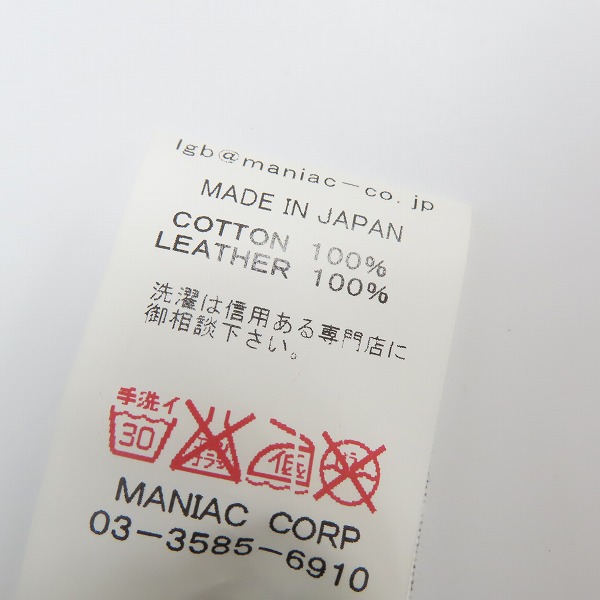 lgb@maniac-co.jp
MADE IN JAPAN
COTTON 100%
LEATHER 100%
洗濯は信用ある専門店に
御相談下さい。
手洗イ
30 低
MANIAC CORP
03-3585-6910